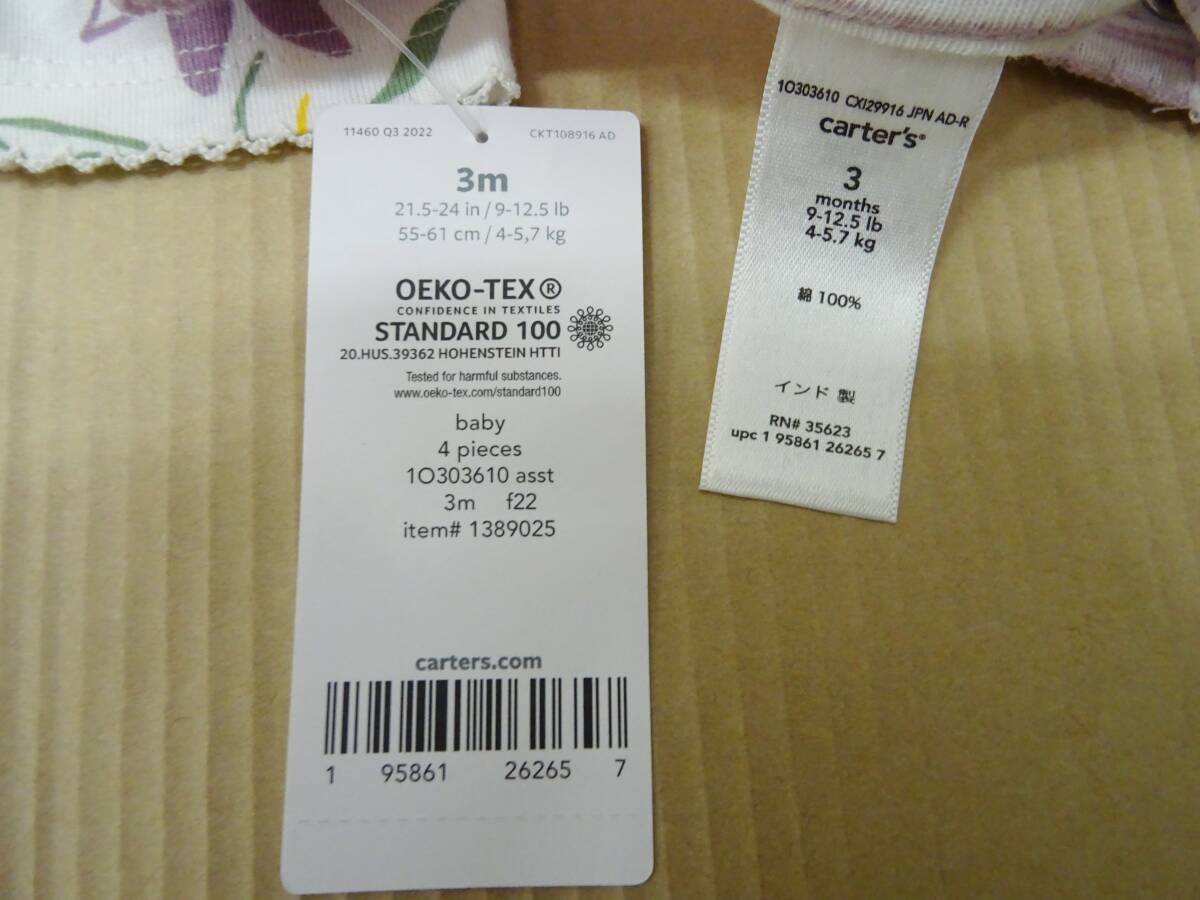 11460 Q3 2022 CKT108916 AD
3m
21.5-24 in / 9-12.5 lb
55-61 cm / 4-5,7 kg
OEKO-TEX®
CONFIDENCE IN TEXTILES
STANDARD 100
20.HUS.39362 HOHENSTEIN HTTI
Tested for harmful substances.
www.oeko-tex.com/standard100
baby
4 pieces
1O303610 asst
3m f22
item# 1389025
carters.com
1 95861 26265 7
1O303610 CXI29916 JPN AD-R
carter's®
3
months
9-12.5 lb
4-5.7 kg
綿 100%
インド 製
RN# 35623
upc 1 95861 26265 7